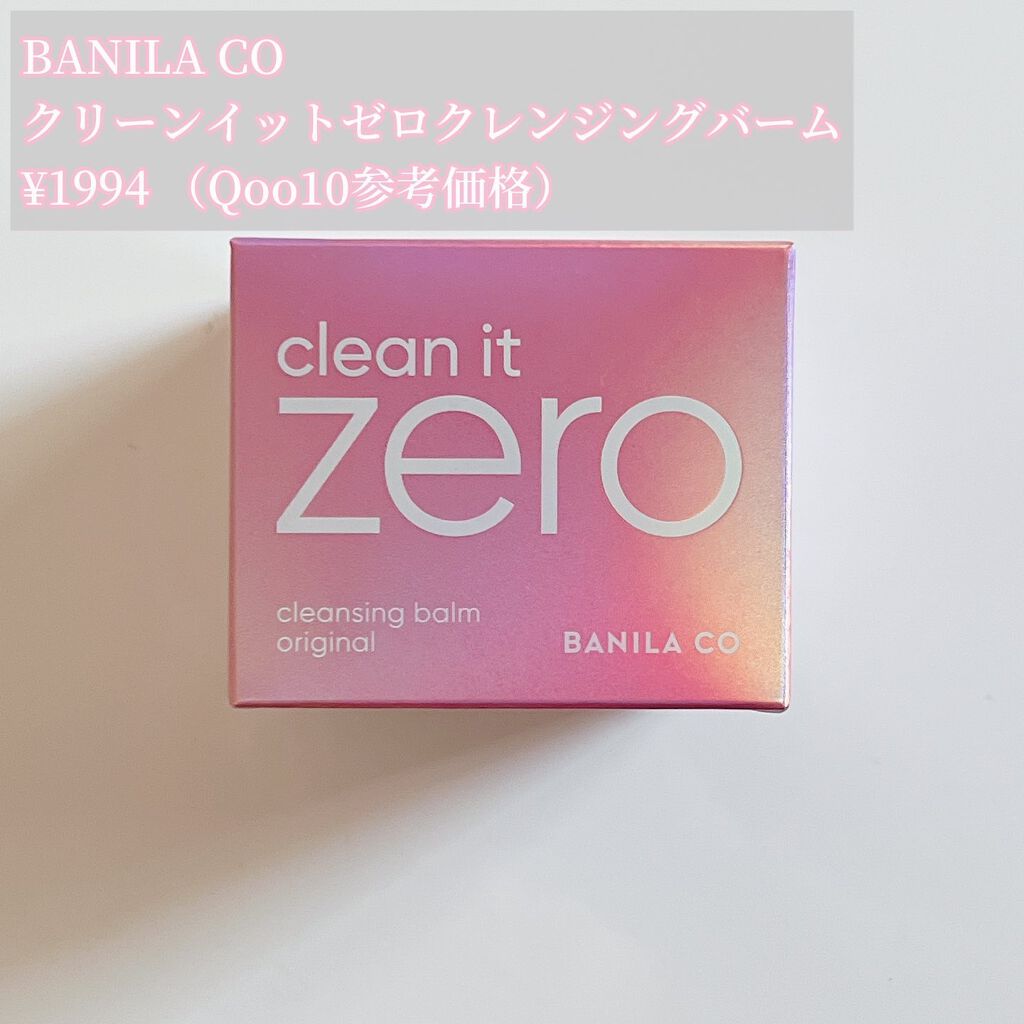 BANILA CO
クリーンイットゼロクレンジングバーム
¥1994 （Qoo10参考価格）
clean it
zero
cleansing balm
original
BANILA CO